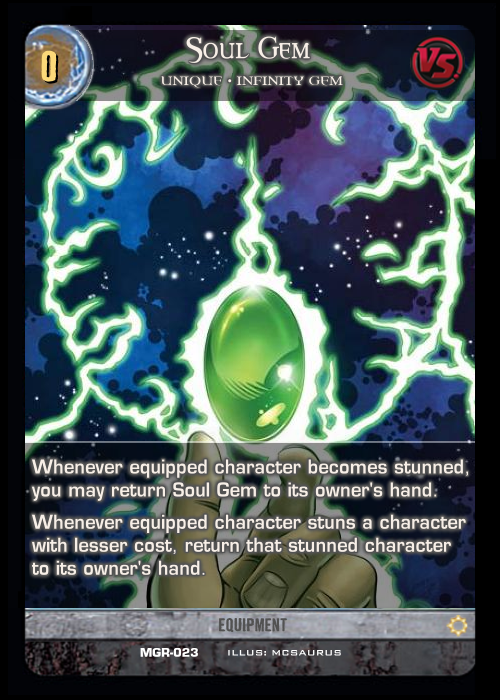 0
Soul Gem
VS
Unique • Infinity Gem
Whenever equipped character becomes stunned,
you may return Soul Gem to its owner's hand.
Whenever equipped character stuns a character
with lesser cost, return that stunned character
to its owner's hand.
EQUIPMENT
MGR-023 ILLUS: MCSAURUS